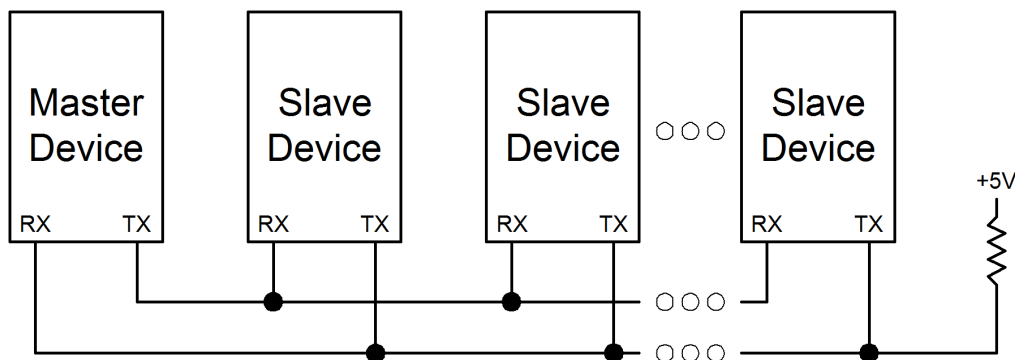 Master
Device
Slave
Device
Slave
Device
Slave
Device
+5V
RX TX
RX TX
RX TX
RX TX